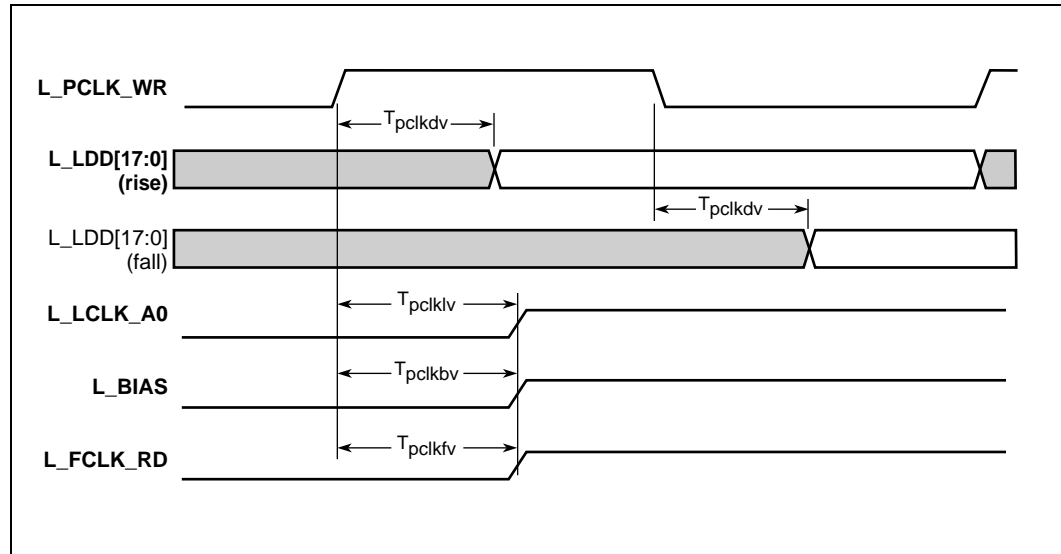 L_PCLK_WR
Tpclkdv
L_LDD[17:0]
(rise)
Tpclkdv
L_LDD[17:0]
(fall)
Tpclklv
L_LCLK_A0
Tpclkbv
L_BIAS
Tpclkfv
L_FCLK_RD